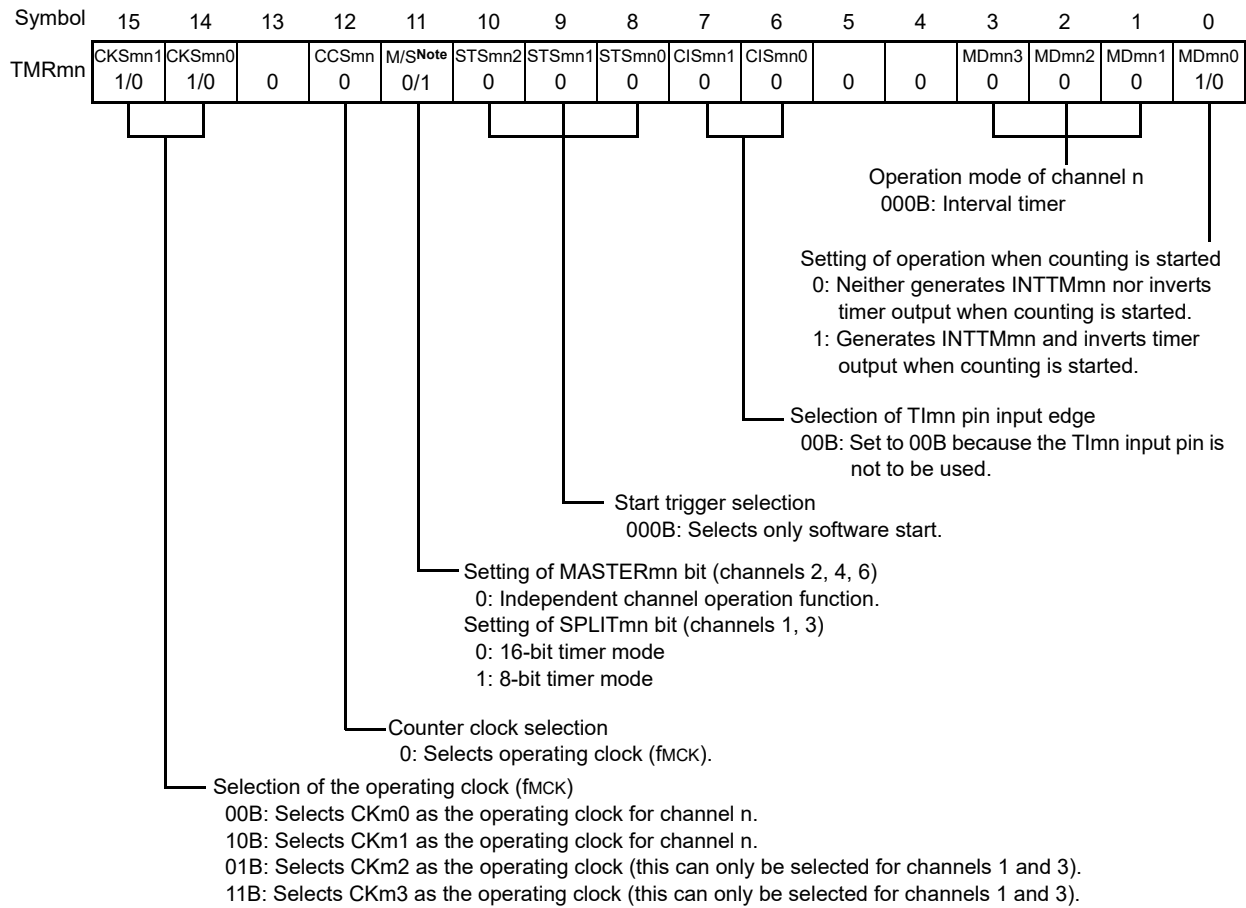 Symbol 15 14 13 12 11 10 9 8 7 6 5 4 3 2 1 0
CKSmn1 CKSmn0 CCSmn M/SNote STSmn2 STSmn1 STSmn0 CISmn1 CISmn0 MDmn3 MDmn2 MDmn1 MDmn0
TMRmn 1/0 1/0 0 0 0/1 0 0 0 0 0 0 0 0 0 0 1/0
Operation mode of channel n
000B: Interval timer
Setting of operation when counting is started
0: Neither generates INTTMmn nor inverts
timer output when counting is started.
1: Generates INTTMmn and inverts timer
output when counting is started.
Selection of TImn pin input edge
00B: Set to 00B because the TImn input pin is
not to be used.
Start trigger selection
000B: Selects only software start.
Setting of MASTERmn bit (channels 2, 4, 6)
0: Independent channel operation function.
Setting of SPLITmn bit (channels 1, 3)
0: 16-bit timer mode
1: 8-bit timer mode
Counter clock selection
0: Selects operating clock (fMCK).
Selection of the operating clock (fMCK)
00B: Selects CKm0 as the operating clock for channel n.
10B: Selects CKm1 as the operating clock for channel n.
01B: Selects CKm2 as the operating clock (this can only be selected for channels 1 and 3).
11B: Selects CKm3 as the operating clock (this can only be selected for channels 1 and 3).